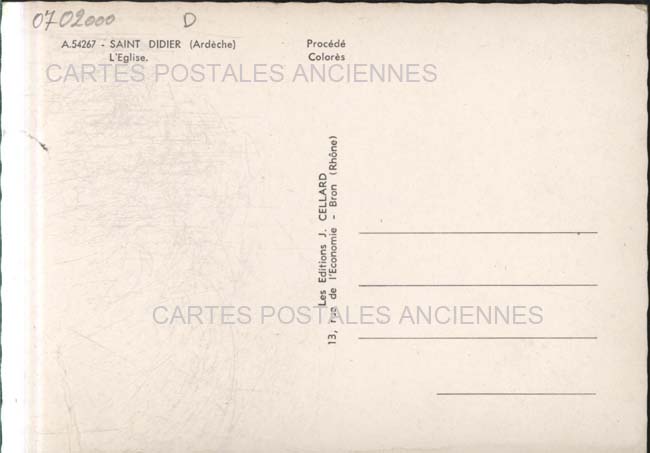 0702000 D
A.54267 - SAINT DIDIER (Ardèche)
L'Eglise.
Procédé
Colorès
CARTES POSTALES ANCIENNES
Les Editions J. CELLARD
13, rue de l'Economie - Bron (Rhône)
CARTES POSTALES ANCIENNES